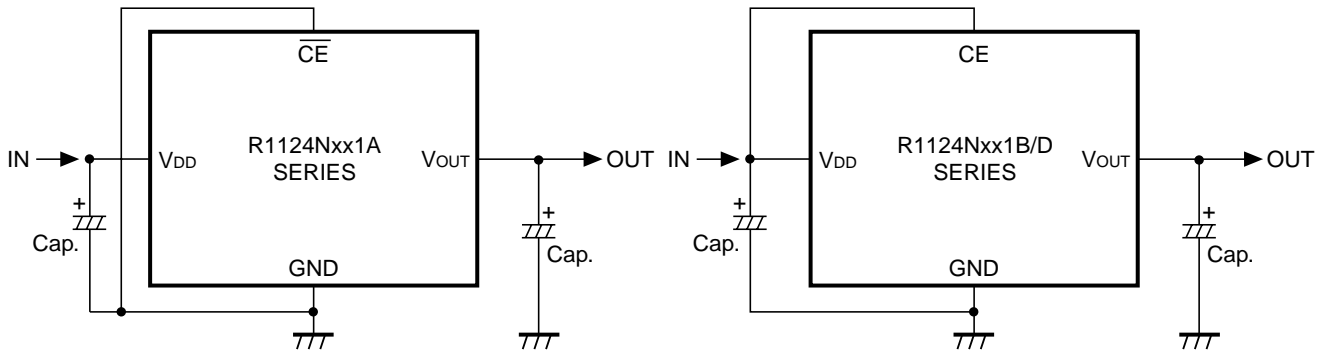 CE
R1124Nxx1A
SERIES
IN
VDD
VOUT
OUT
+
Cap.
+
Cap.
GND
CE
R1124Nxx1B/D
SERIES
IN
VDD
VOUT
OUT
+
Cap.
+
Cap.
GND